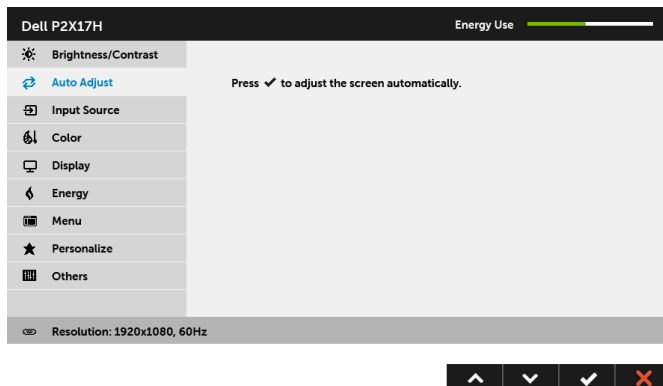 Dell P2X17H
Energy Use
Brightness/Contrast
Auto Adjust
Press ✔ to adjust the screen automatically.
Input Source
Color
Display
Energy
Menu
Personalize
Others
Resolution: 1920x1080, 60Hz